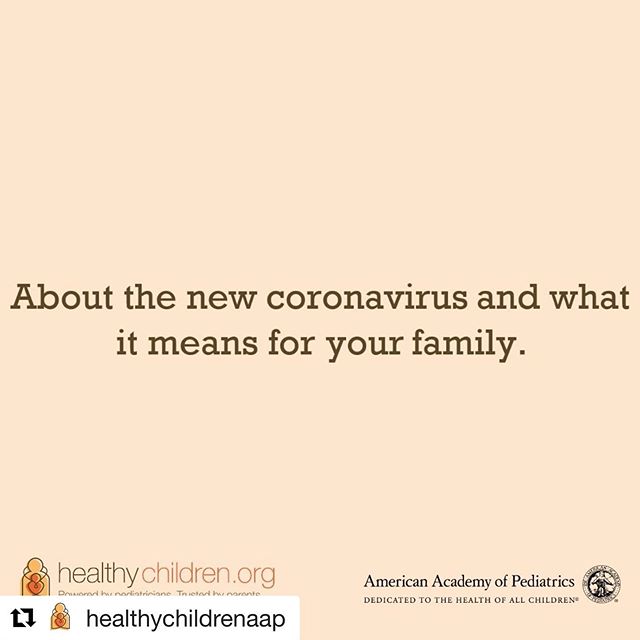 About the new coronavirus and what
it means for your family.
healthychildren.org
Powered by pediatricians. Trusted by parents.
American Academy of Pediatrics
DEDICATED TO THE HEALTH OF ALL CHILDREN®
healthychildrenaap